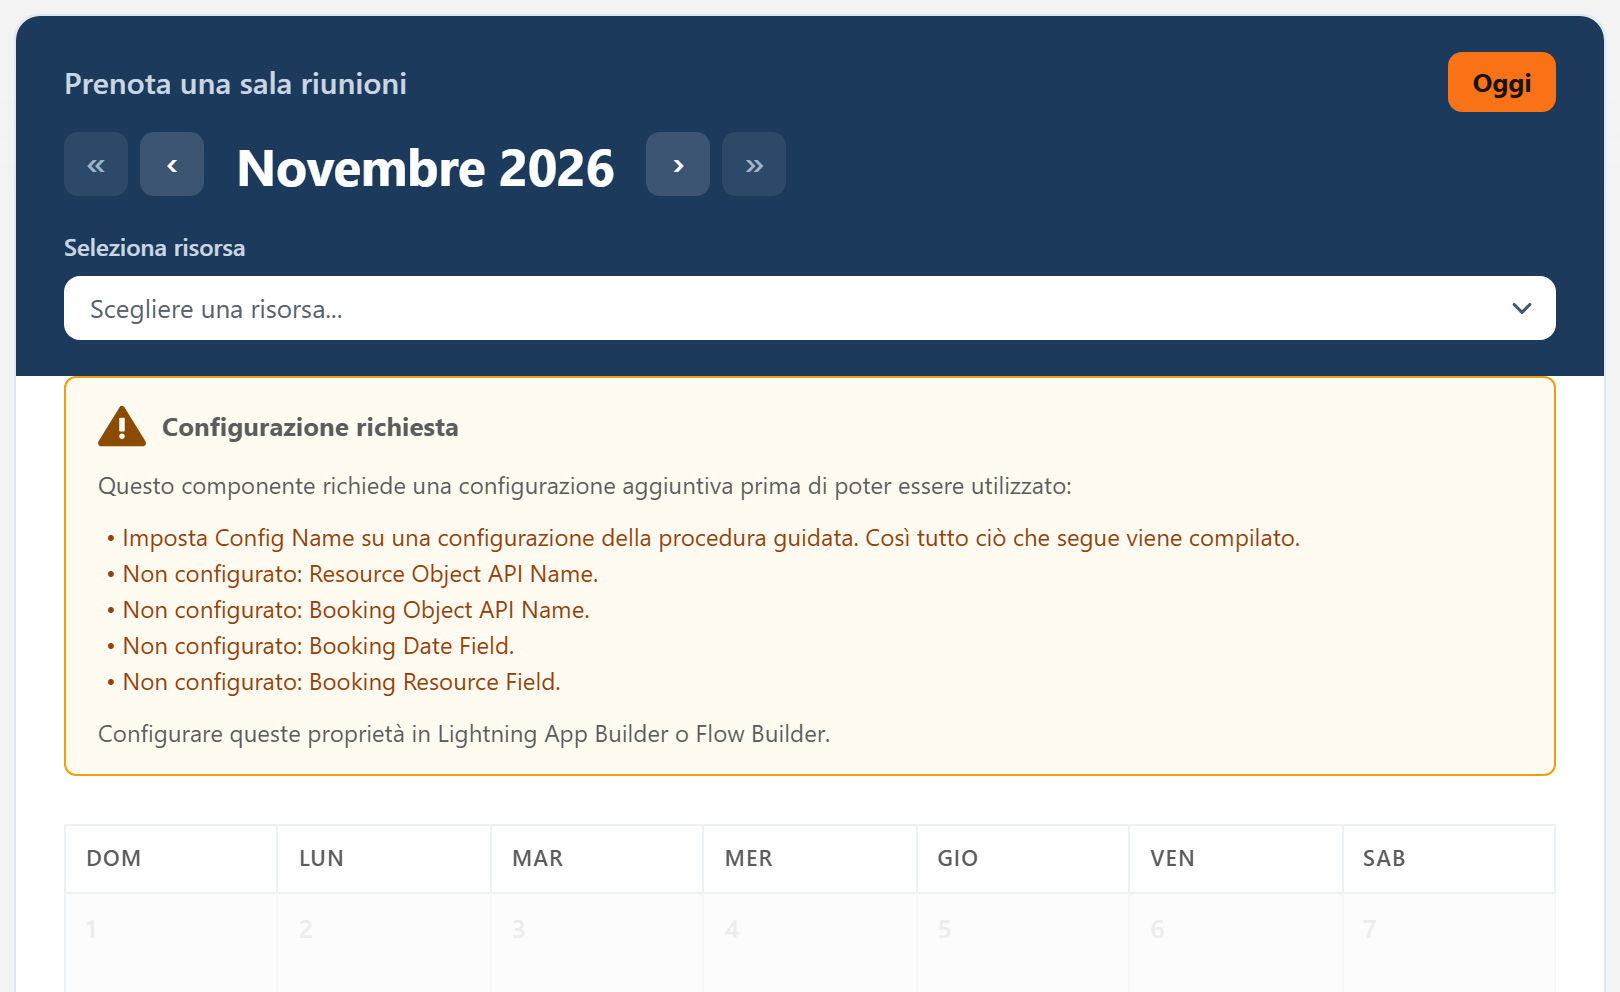 Prenota una sala riunioni
Oggi
« ‹ Novembre 2026 › »
Seleziona risorsa
Scegliere una risorsa...
Configurazione richiesta
Questo componente richiede una configurazione aggiuntiva prima di poter essere utilizzato:
• Imposta Config Name su una configurazione della procedura guidata. Così tutto ciò che segue viene compilato.
• Non configurato: Resource Object API Name.
• Non configurato: Booking Object API Name.
• Non configurato: Booking Date Field.
• Non configurato: Booking Resource Field.
Configurare queste proprietà in Lightning App Builder o Flow Builder.
DOM LUN MAR MER GIO VEN SAB
1 2 3 4 5 6 7